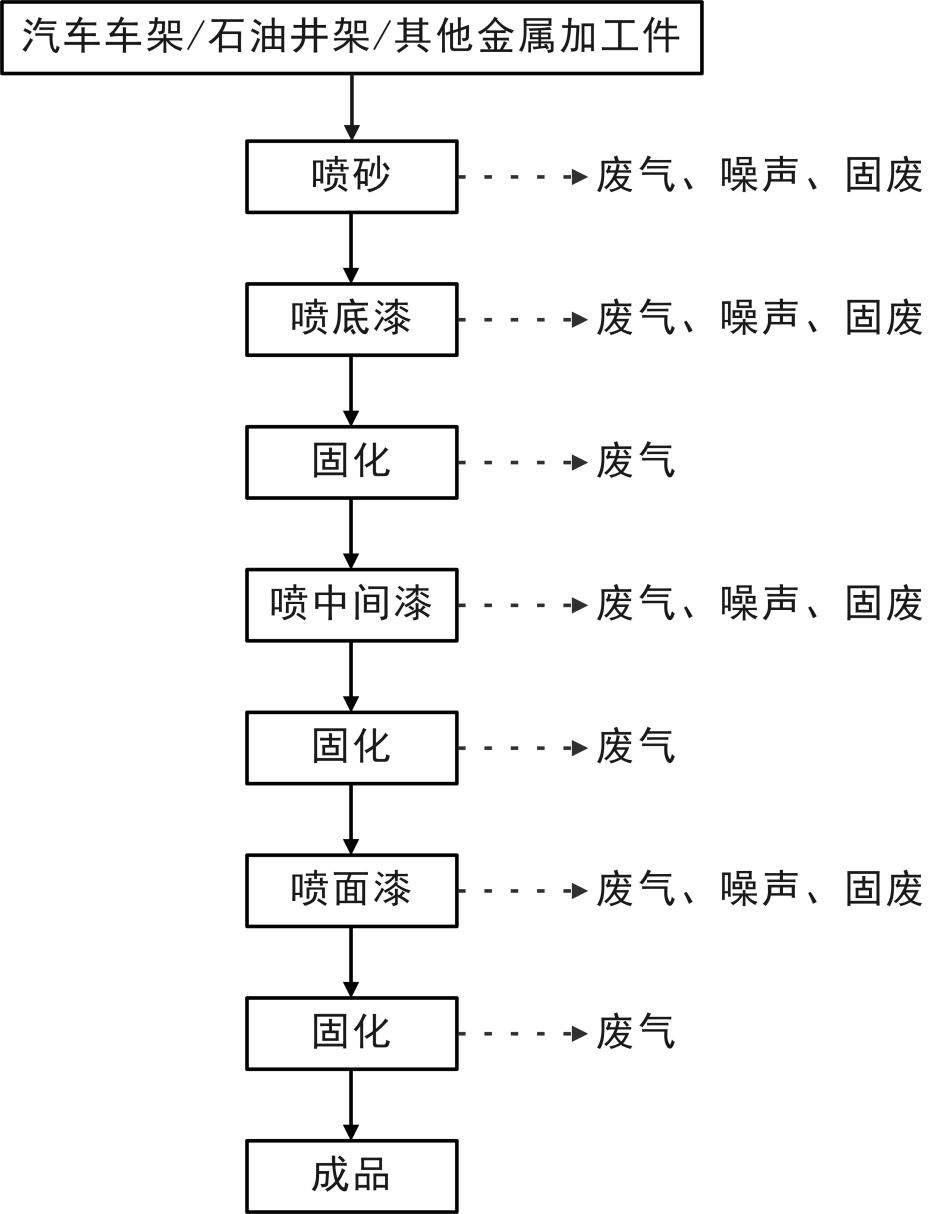 汽车车架/石油井架/其他金属加工件
喷砂 废气、噪声、固废
喷底漆 废气、噪声、固废
固化 废气
喷中间漆 废气、噪声、固废
固化 废气
喷面漆 废气、噪声、固废
固化 废气
成品